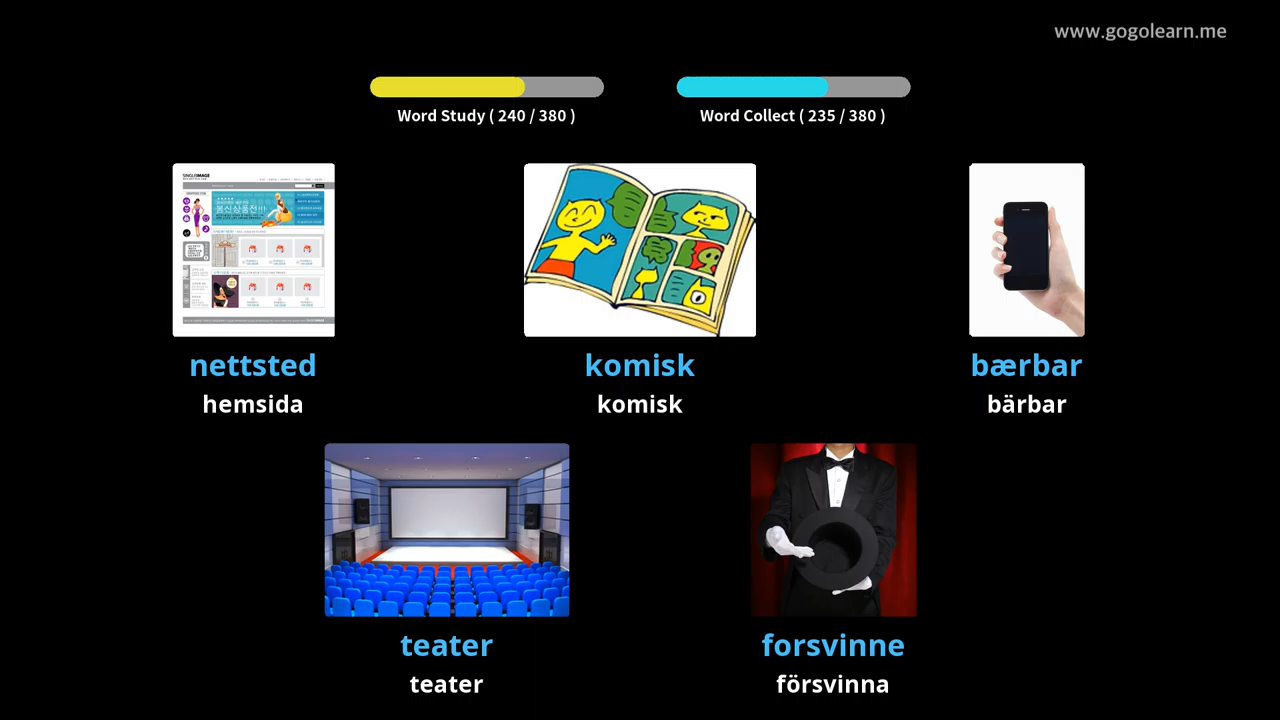 www.gogolearn.me
Word Study ( 240 / 380 )
Word Collect ( 235 / 380 )
nettsted
hemsida
komisk
komisk
bærbar
bärbar
teater
teater
forsvinne
försvinna